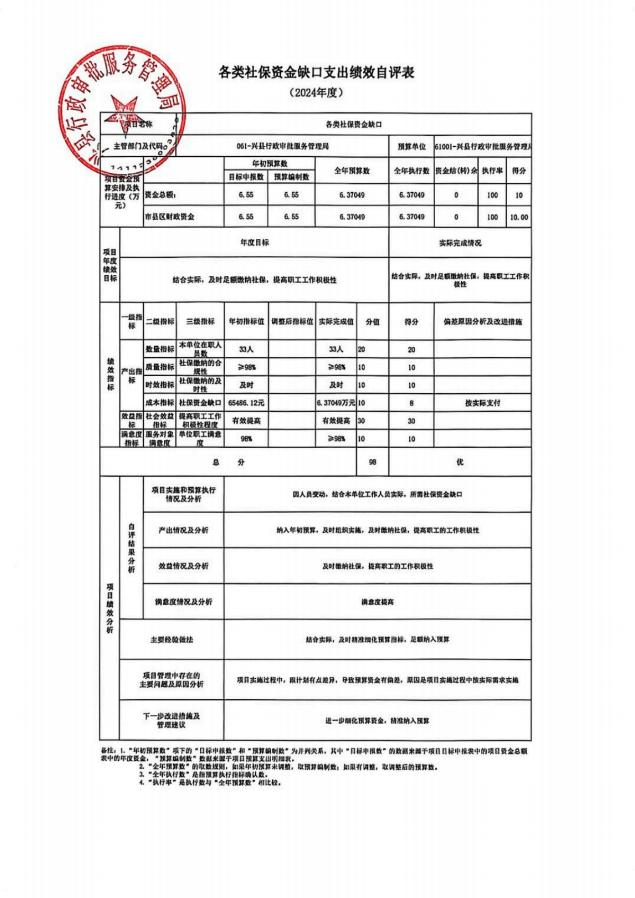 各类社保资金缺口支出绩效自评表
（2024年度）
兴县行政审批服务管理局
项目名称 各类社保资金缺口
主管部门及代码 061-兴县行政审批服务管理局 预算单位 61001-兴县行政审批服务管理局
项目资金预算安排及执行进度（万元） 年初预算数 全年预算数 全年执行数 资金结(转)余 执行率 得分
目标申报数 预算编制数
资金总额： 6.55 6.55 6.37049 6.37049 0 100 10
市县区财政资金 6.55 6.55 6.37049 6.37049 0 100 10.00
项目年度绩效目标 年度目标 实际完成情况
结合实际，及时足额缴纳社保，提高职工工作积极性 结合实际，及时足额缴纳社保，提高职工工作积极性
绩效指标 一级指标 二级指标 三级指标 年初指标值 调整后指标值 实际完成值 分值 得分 偏差原因分析及改进措施
产出指标 数量指标 本单位在职人员数 33人 33人 20 20
质量指标 社保缴纳的合规性 ≥98% ≥98% 10 10
时效指标 社保缴纳的及时性 及时 及时 10 10
成本指标 社保资金缺口 65486.12元 6.37049万元 10 8 按实际支付
效益指标 社会效益指标 提高职工工作积极性程度 有效提高 有效提高 30 30
满意度指标 服务对象满意度 单位职工满意度 98% ≥98% 10 10
总 分 98 优
项目绩效分析 自评结果分析 项目实施和预算执行情况及分析 因人员变动，结合本单位工作人员实际，所需社保资金缺口
产出情况及分析 纳入年初预算，及时组织实施，及时缴纳社保，提高职工的工作积极性
效益情况及分析 及时缴纳社保，提高职工的工作积极性
满意度情况及分析 满意度提高
主要经验做法 结合实际，及时精准细化预算指标，足额纳入预算
项目管理中存在的主要问题及原因分析 项目实施过程中，跟计划有点差异，导致预算资金有偏差，原因是项目实施过程中按实际需求实施
下一步改进措施及管理建议 进一步细化预算资金，精准纳入预算
备注：1、“年初预算数”项下的“目标申报数”和“预算编制数”为并列关系，其中“目标申报数”的数据来源于项目目标申报表中的项目资金总额
表中的年度资金，“预算编制数”数据来源于项目预算支出明细表。
2、“全年预算数”的取数规则，如果年初预算未调整，取预算编制数；如果有调整，取调整后的预算数。
3、“全年执行数”是指预算执行指标确认数。
4、“执行率”是执行数与“全年预算数”相比较。